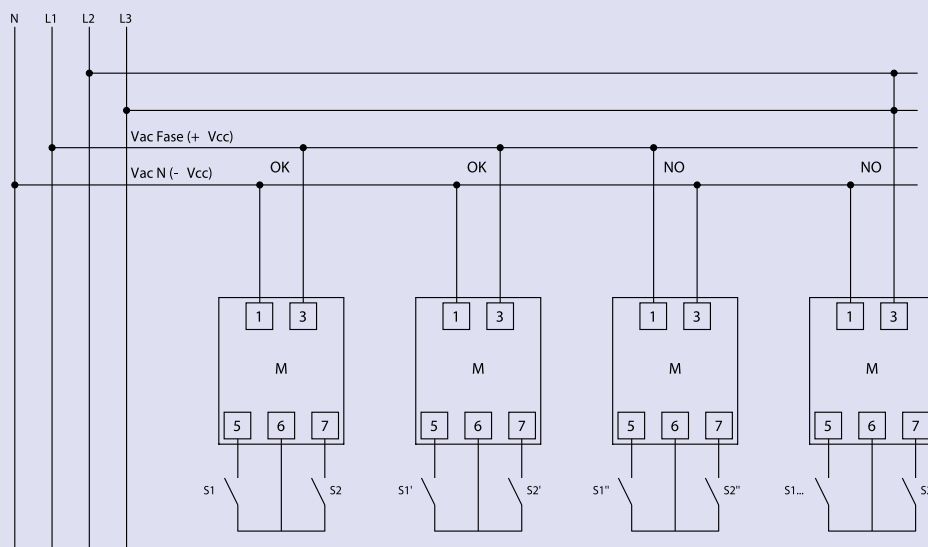 N L1 L2 L3
Vac Fase (+ Vcc)
OK OK NO NO
Vac N (- Vcc)
1 3 1 3 1 3 1 3
M M M M
5 6 7 5 6 7 5 6 7 5 6 7
S1 S2 S1' S2' S1" S2" S1...